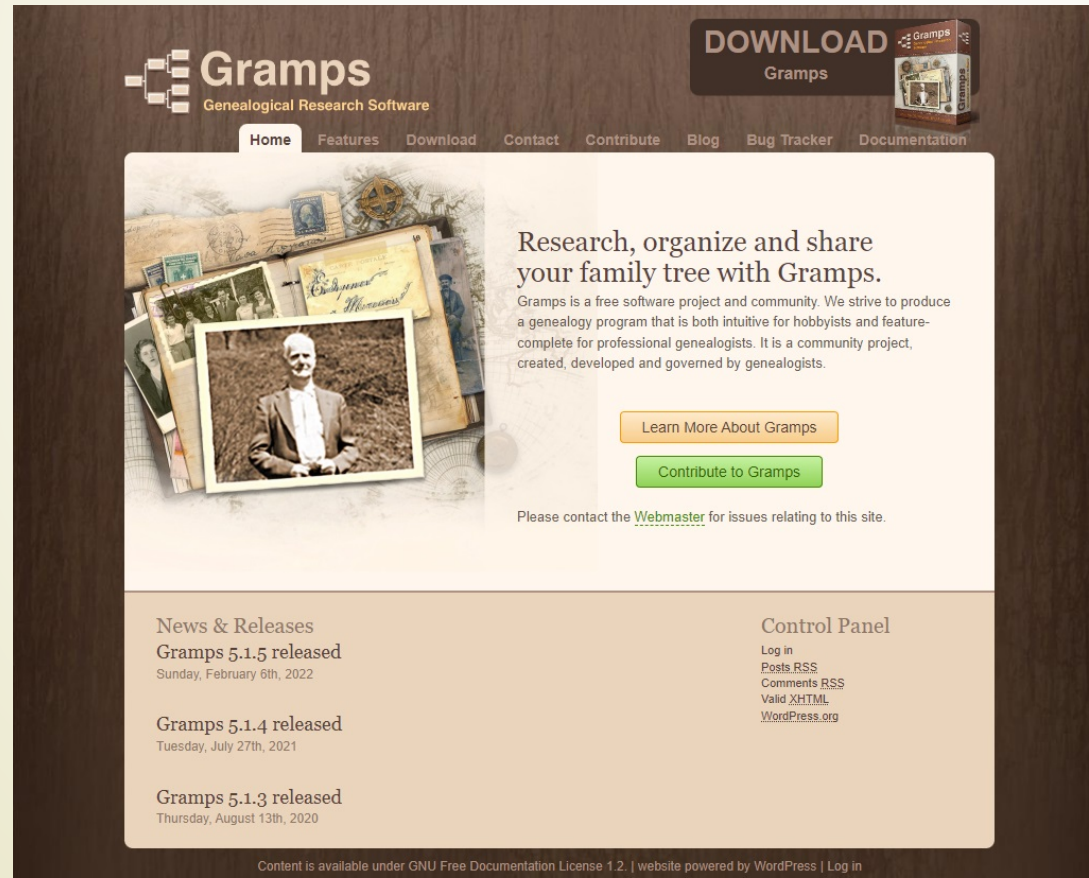 Gramps
Genealogical Research Software
DOWNLOAD
Gramps
Gramps
Gramps
Home Features Download Contact Contribute Blog Bug Tracker Documentation
Research, organize and share
your family tree with Gramps.
Gramps is a free software project and community. We strive to produce
a genealogy program that is both intuitive for hobbyists and feature-
complete for professional genealogists. It is a community project,
created, developed and governed by genealogists.
Learn More About Gramps
Contribute to Gramps
Please contact the Webmaster for issues relating to this site.
News & Releases
Gramps 5.1.5 released
Sunday, February 6th, 2022
Gramps 5.1.4 released
Tuesday, July 27th, 2021
Gramps 5.1.3 released
Thursday, August 13th, 2020
Control Panel
Log in
Posts RSS
Comments RSS
Valid XHTML
WordPress.org
Content is available under GNU Free Documentation License 1.2. | website powered by WordPress | Log in